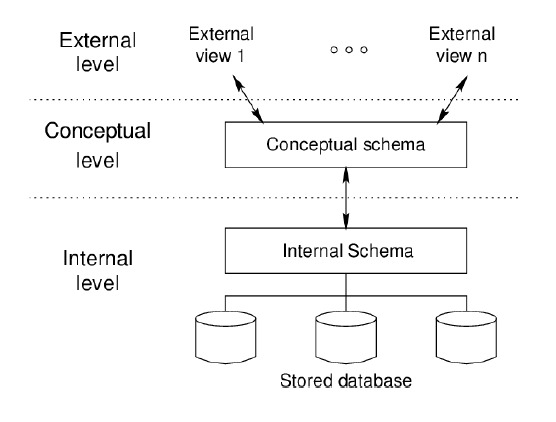 External
level
External
view 1
External
view n
Conceptual
level
Conceptual schema
Internal
level
Internal Schema
Stored database